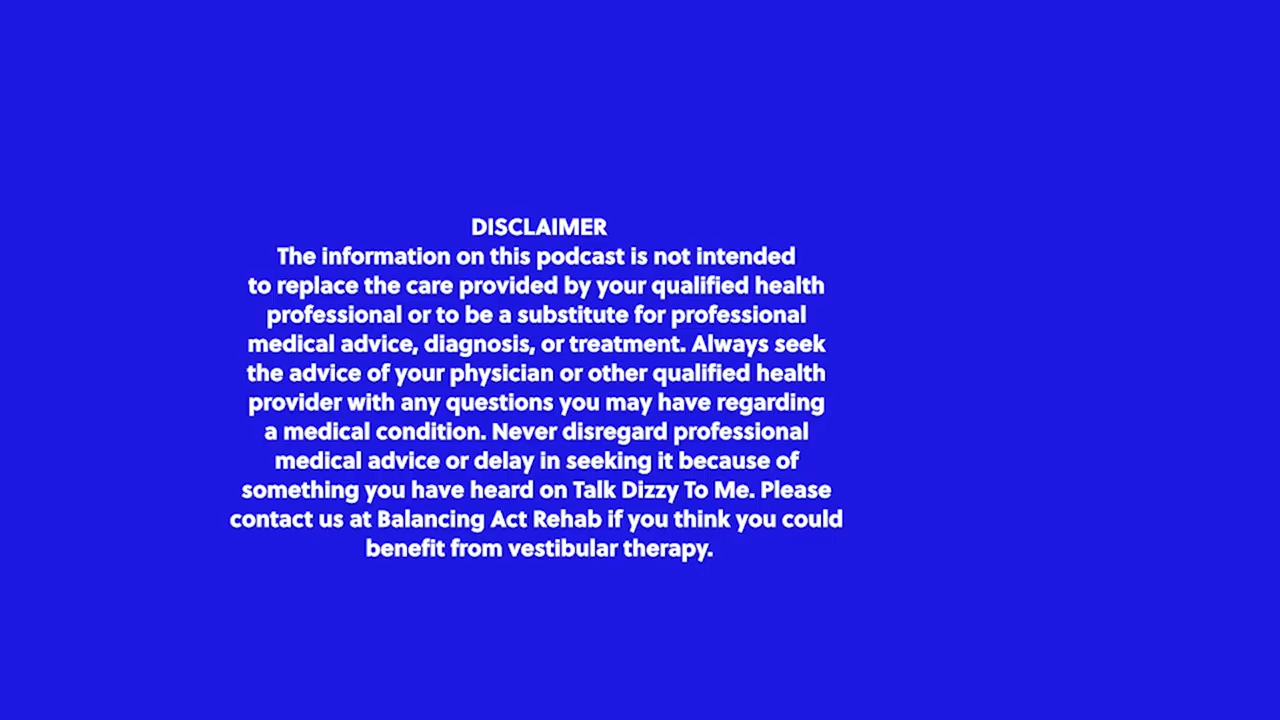 DISCLAIMER
The information on this podcast is not intended
to replace the care provided by your qualified health
professional or to be a substitute for professional
medical advice, diagnosis, or treatment. Always seek
the advice of your physician or other qualified health
provider with any questions you may have regarding
a medical condition. Never disregard professional
medical advice or delay in seeking it because of
something you have heard on Talk Dizzy To Me. Please
contact us at Balancing Act Rehab if you think you could
benefit from vestibular therapy.